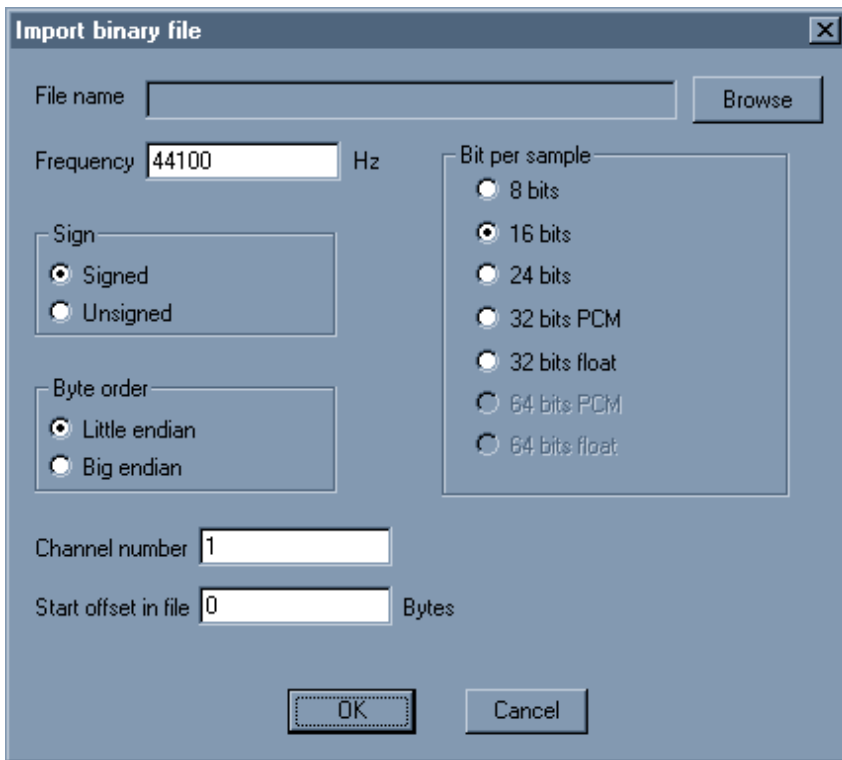 Import binary file
File name
Browse
Frequency 44100 Hz
Bit per sample
8 bits
16 bits
24 bits
32 bits PCM
32 bits float
64 bits PCM
64 bits float
Sign
Signed
Unsigned
Byte order
Little endian
Big endian
Channel number 1
Start offset in file 0 Bytes
OK
Cancel